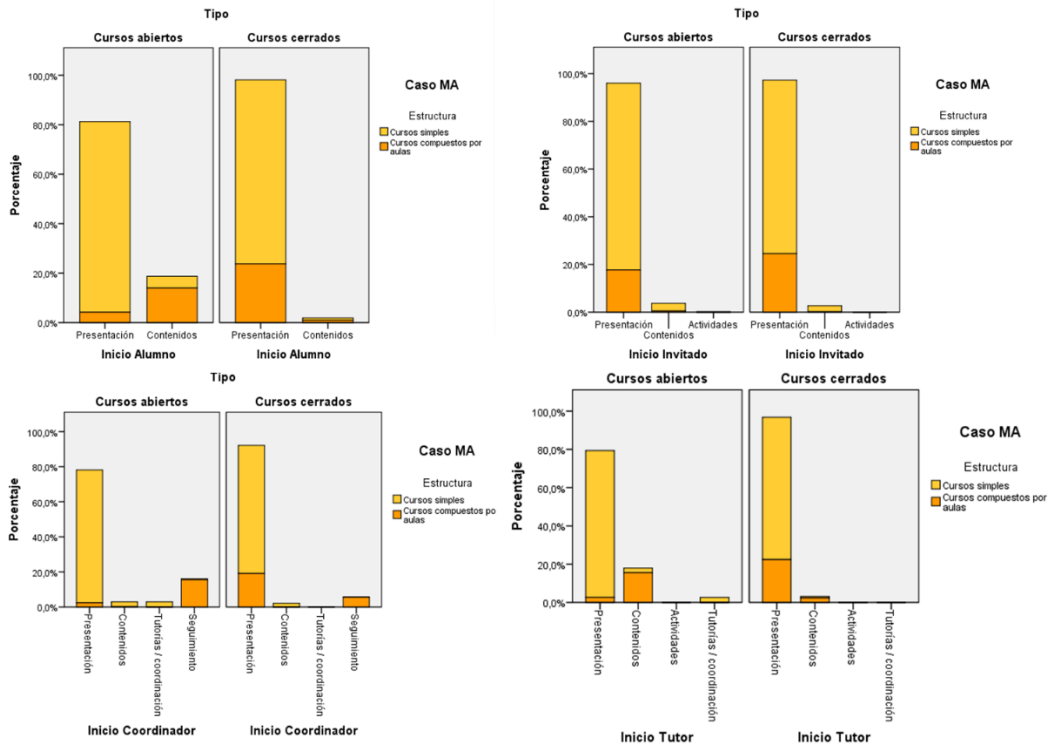 Tipo
Cursos abiertos Cursos cerrados
100,0%
80,0%
60,0%
40,0%
20,0%
0,0%
Porcentaje
Presentación Contenidos Presentación Contenidos
Inicio Alumno Inicio Alumno
Caso MA
Estructura
Cursos simples
Cursos compuestos por
aulas
Tipo
Cursos abiertos Cursos cerrados
100,0%
80,0%
60,0%
40,0%
20,0%
0,0%
Porcentaje
Presentación Actividades Presentación Actividades
Contenidos Contenidos
Inicio Invitado Inicio Invitado
Caso MA
Estructura
Cursos simples
Cursos compuestos por
aulas
Tipo
Cursos abiertos Cursos cerrados
100,0%
80,0%
60,0%
40,0%
20,0%
0,0%
Porcentaje
Presentación
Contenidos
Tutorías / coordinación
Seguimiento
Presentación
Contenidos
Tutorías / coordinación
Seguimiento
Inicio Coordinador Inicio Coordinador
Caso MA
Estructura
Cursos simples
Cursos compuestos po
aulas
Cursos abiertos Cursos cerrados
100,0%
80,0%
60,0%
40,0%
20,0%
0,0%
Porcentaje
Presentación
Contenidos
Actividades
Tutorías / coordinación
Presentación
Contenidos
Actividades
Tutorías / coordinación
Inicio Tutor Inicio Tutor
Caso MA
Estructura
Cursos simples
Cursos compuestos por
aulas